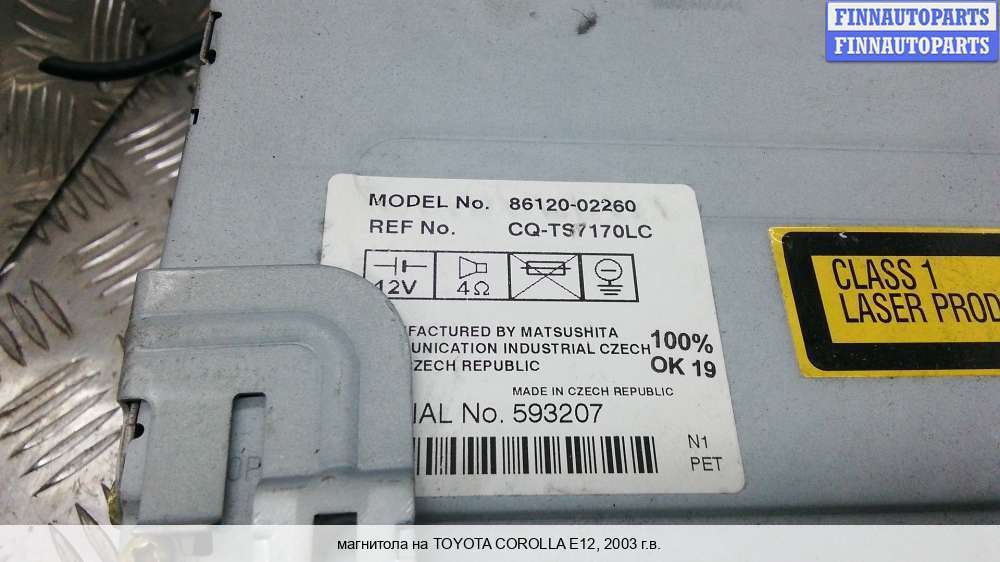 FINNAUTOPARTS
FINNAUTOPARTS
MODEL No. 86120-02260
REF No. CQ-TS7170LC
12V
4Ω
UFACTURED BY MATSUSHITA
UNICATION INDUSTRIAL CZECH
ZECH REPUBLIC
100%
OK 19
MADE IN CZECH REPUBLIC
IAL No. 593207
N1
PET
CLASS 1
LASER PROD
магнитола на TOYOTA COROLLA E12, 2003 г.в.